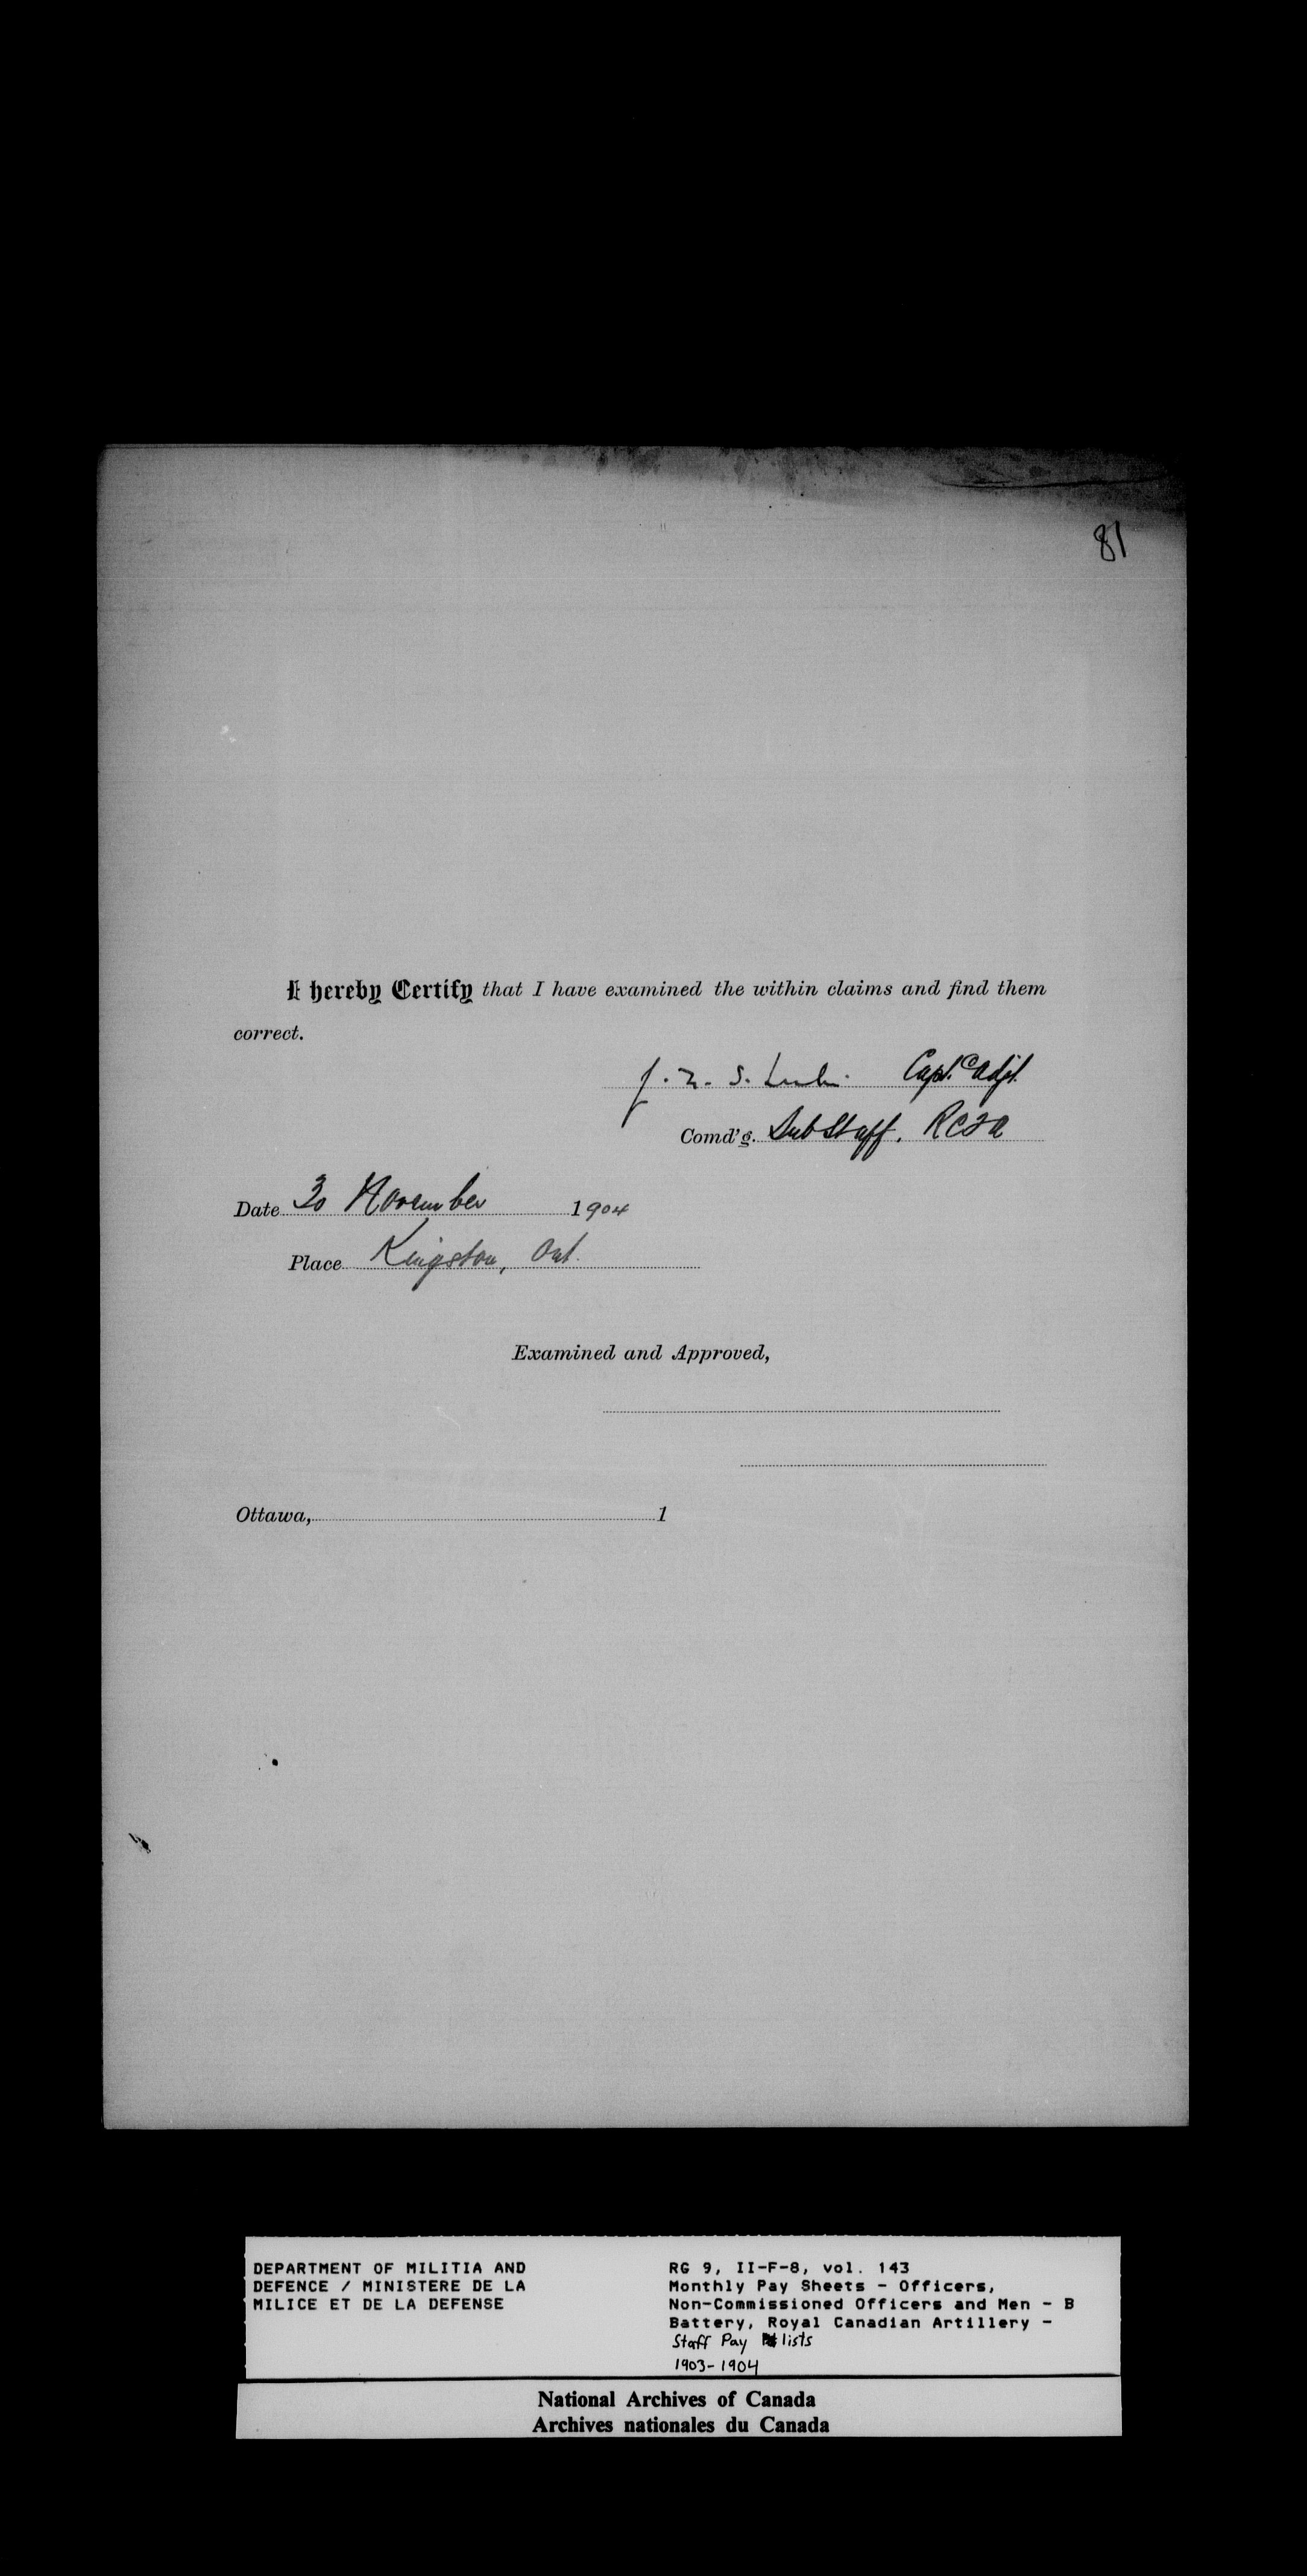 81
I hereby Certify that I have examined the within claims and find them
correct.
J. N. S. Leslie Capt. & Adjt.
Comd'g. Sub Staff. RCFA
Date 30 November 1904
Place Kingston, Ont.
Examined and Approved,
Ottawa, 1
DEPARTMENT OF MILITIA AND
DEFENCE / MINISTERE DE LA
MILICE ET DE LA DEFENSE
RG 9, II-F-8, vol. 143
Monthly Pay Sheets - Officers,
Non-Commissioned Officers and Men - B
Battery, Royal Canadian Artillery -
Staff Pay lists
1903-1904
National Archives of Canada
Archives nationales du Canada